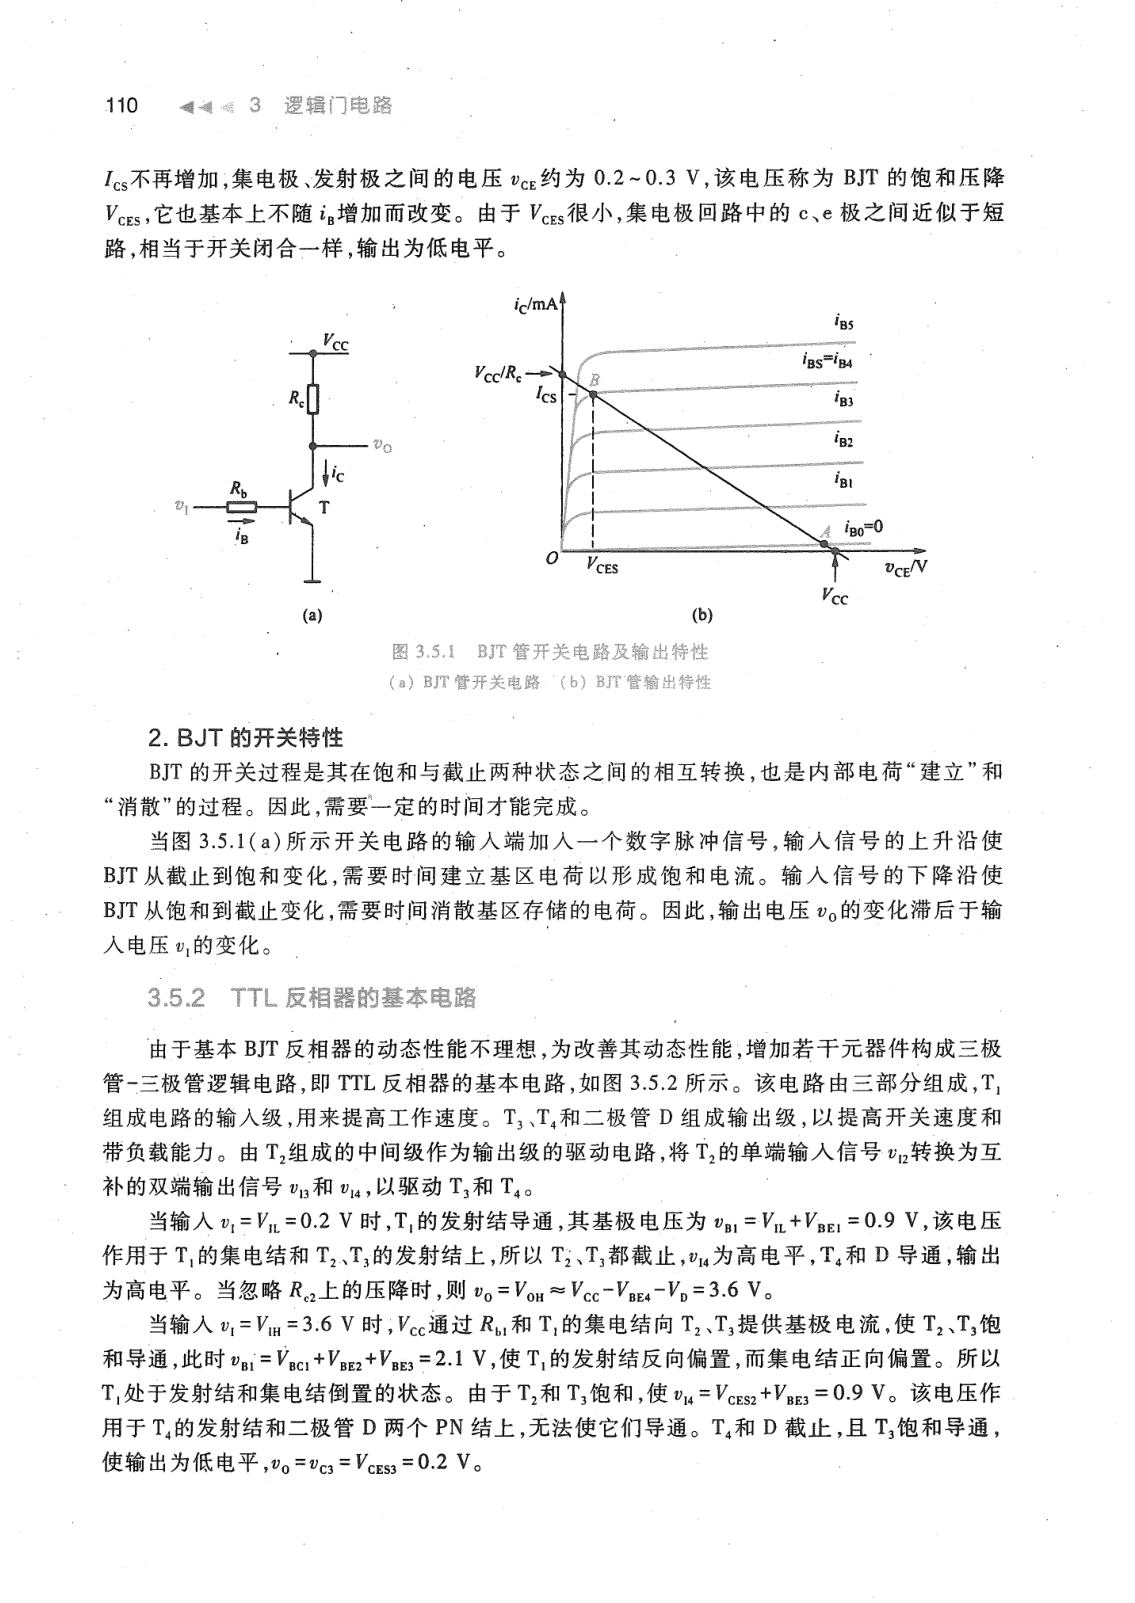 110 3 逻辑门电路
I_CS不再增加,集电极、发射极之间的电压 v_CE约为 0.2~0.3 V,该电压称为 BJT 的饱和压降
V_CES,它也基本上不随 i_B增加而改变。由于 V_CES很小,集电极回路中的 c、e 极之间近似于短
路,相当于开关闭合一样,输出为低电平。
V_CC
R_c
v_O
i_C
R_b
v_I
T
i_B
(a)
i_C/mA
i_B5
i_BS=i_B4
V_CC/R_c
B
I_CS
i_B3
i_B2
i_B1
A
i_B0=0
O
V_CES
v_CE/V
V_CC
(b)
图 3.5.1 BJT 管开关电路及输出特性
(a) BJT 管开关电路 (b) BJT 管输出特性
2. BJT 的开关特性
BJT 的开关过程是其在饱和与截止两种状态之间的相互转换,也是内部电荷“建立”和
“消散”的过程。因此,需要一定的时间才能完成。
当图 3.5.1(a)所示开关电路的输入端加入一个数字脉冲信号,输入信号的上升沿使
BJT 从截止到饱和变化,需要时间建立基区电荷以形成饱和电流。输入信号的下降沿使
BJT 从饱和到截止变化,需要时间消散基区存储的电荷。因此,输出电压 v_O的变化滞后于输
入电压 v_I的变化。
3.5.2 TTL 反相器的基本电路
由于基本 BJT 反相器的动态性能不理想,为改善其动态性能,增加若干元器件构成三极
管-三极管逻辑电路,即 TTL 反相器的基本电路,如图 3.5.2 所示。该电路由三部分组成,T_1
组成电路的输入级,用来提高工作速度。T_3、T_4和二极管 D 组成输出级,以提高开关速度和
带负载能力。由 T_2组成的中间级作为输出级的驱动电路,将 T_2的单端输入信号 v_I2转换为互
补的双端输出信号 v_I3和 v_I4,以驱动 T_3和 T_4。
当输入 v_I=V_IL=0.2 V 时,T_1的发射结导通,其基极电压为 v_B1=V_IL+V_BE1=0.9 V,该电压
作用于 T_1的集电结和 T_2、T_3的发射结上,所以 T_2、T_3都截止,v_I4为高电平,T_4和 D 导通,输出
为高电平。当忽略 R_c2上的压降时,则 v_O=V_OH≈V_CC-V_BE4-V_D=3.6 V。
当输入 v_I=V_IH=3.6 V 时,V_CC通过 R_b1和 T_1的集电结向 T_2、T_3提供基极电流,使 T_2、T_3饱
和导通,此时 v_B1=V_BC1+V_BE2+V_BE3=2.1 V,使 T_1的发射结反向偏置,而集电结正向偏置。所以
T_1处于发射结和集电结倒置的状态。由于 T_2和 T_3饱和,使 v_I4=V_CES2+V_BE3=0.9 V。该电压作
用于 T_4的发射结和二极管 D 两个 PN 结上,无法使它们导通。T_4和 D 截止,且 T_3饱和导通,
使输出为低电平,v_O=v_C3=V_CES3=0.2 V。